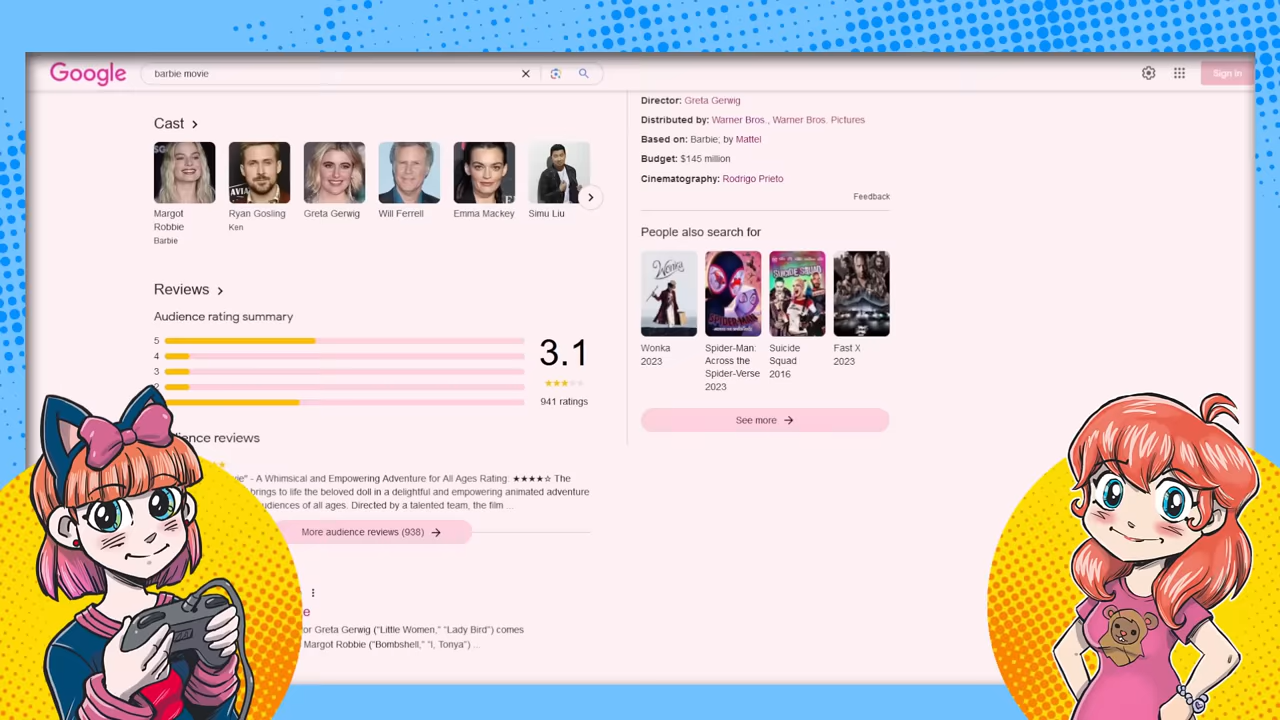 Google
barbie movie
Sign in
Cast
Margot Robbie
Barbie
Ryan Gosling
Ken
Greta Gerwig
Will Ferrell
Emma Mackey
Simu Liu
Reviews
Audience rating summary
5
4
3
2
3.1
941 ratings
dience reviews
ie" - A Whimsical and Empowering Adventure for All Ages Rating: ★★★★☆ The
brings to life the beloved doll in a delightful and empowering animated adventure
udiences of all ages. Directed by a talented team, the film ...
More audience reviews (938)
e
or Greta Gerwig ("Little Women," "Lady Bird") comes
Margot Robbie ("Bombshell," "I, Tonya") ...
Director: Greta Gerwig
Distributed by: Warner Bros., Warner Bros. Pictures
Based on: Barbie; by Mattel
Budget: $145 million
Cinematography: Rodrigo Prieto
Feedback
People also search for
Wonka
SUICIDE SQUAD
Wonka
2023
Spider-Man:
Across the
Spider-Verse
2023
Suicide
Squad
2016
Fast X
2023
See more